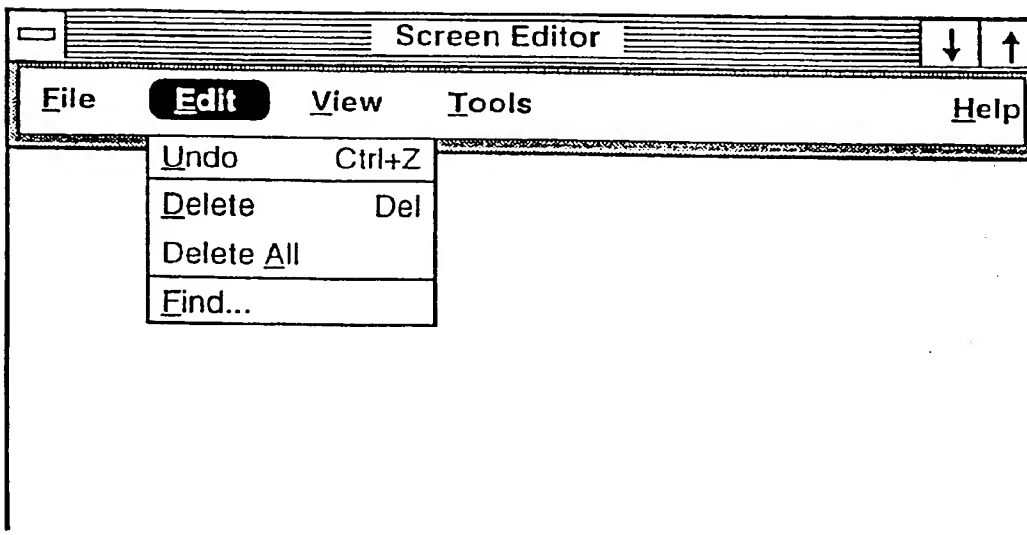 Screen Editor
File Edit View Tools Help
Undo Ctrl+Z
Delete Del
Delete All
Find...